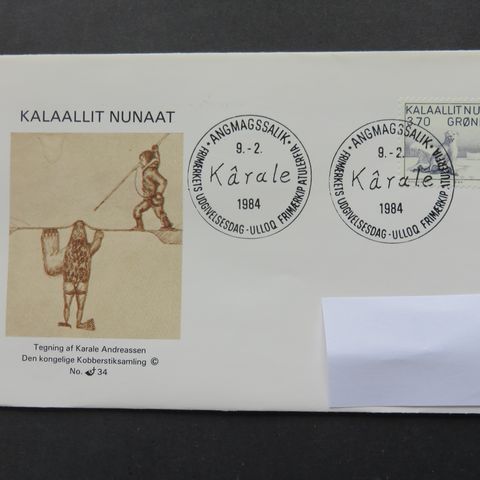 KALAALLIT NUNAAT
ANGMAGSSALIK
9.-2.
Kârale
1984
FRIMÆRKETS UDGIVELSESDAG - ULLOQ FRIMÆRKIP ATULERFIA
ANGMAGSSALIK
9.-2.
Kârale
1984
FRIMÆRKETS UDGIVELSESDAG - ULLOQ FRIMÆRKIP ATULERFIA
KALAALLIT NU
3.70 GRØN
Tegning af Kârale Andreassen
Den kongelige Kobberstiksamling ©
No. 34